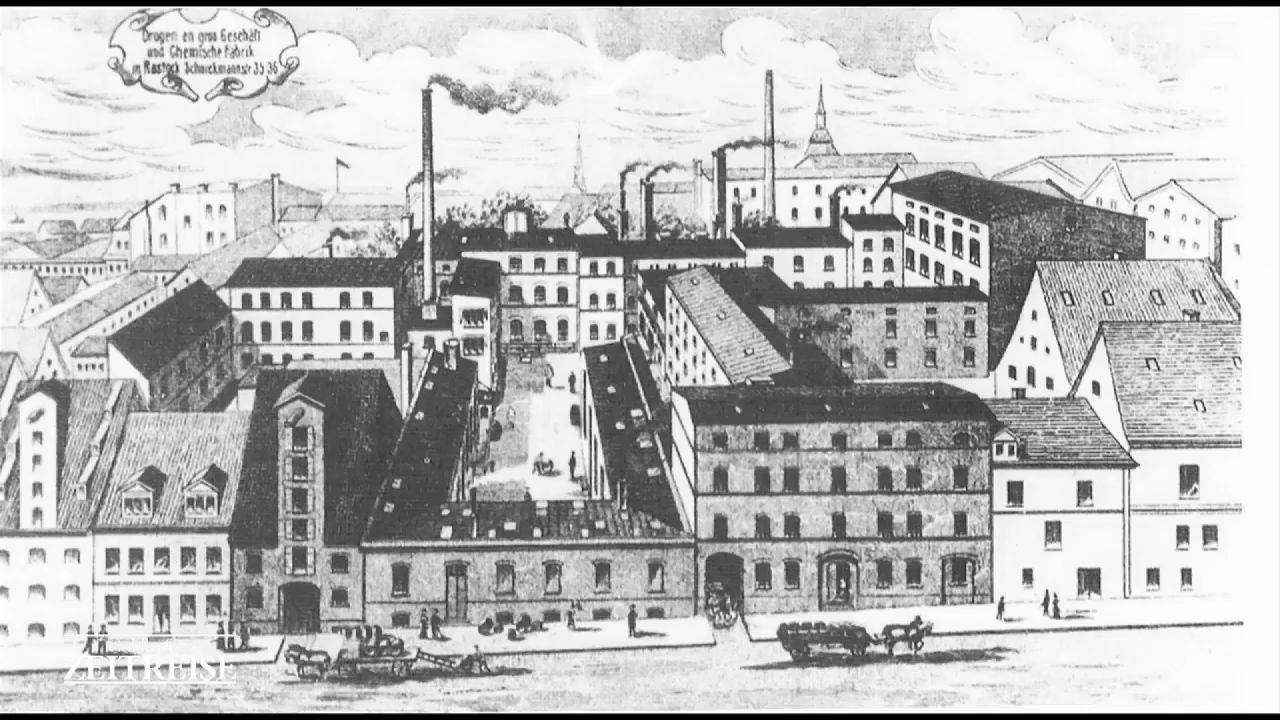 Drogen en gros Geschäft
und Chemische Fabrik
in Rostock Schnickmannstr 35 36
ZEITREISE